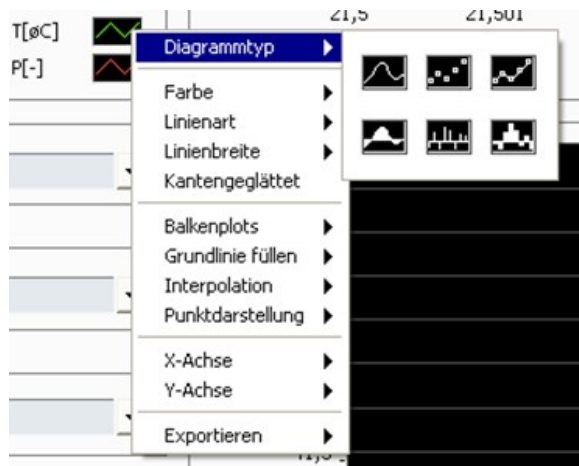 21,5 21,501
T[øC]
P[-]
Diagrammtyp
Farbe
Linienart
Linienbreite
Kantengeglättet
Balkenplots
Grundlinie füllen
Interpolation
Punktdarstellung
X-Achse
Y-Achse
Exportieren